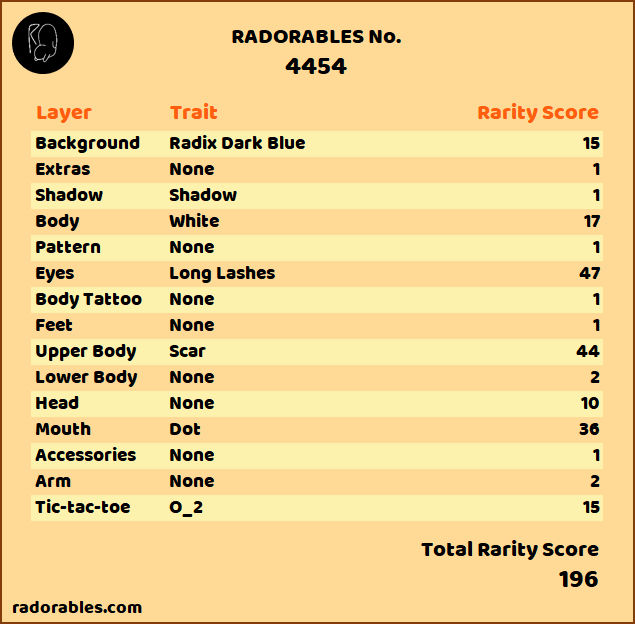 RADORABLES No.
4454
Layer Trait Rarity Score
Background Radix Dark Blue 15
Extras None 1
Shadow Shadow 1
Body White 17
Pattern None 1
Eyes Long Lashes 47
Body Tattoo None 1
Feet None 1
Upper Body Scar 44
Lower Body None 2
Head None 10
Mouth Dot 36
Accessories None 1
Arm None 2
Tic-tac-toe O_2 15
Total Rarity Score
196
radorables.com